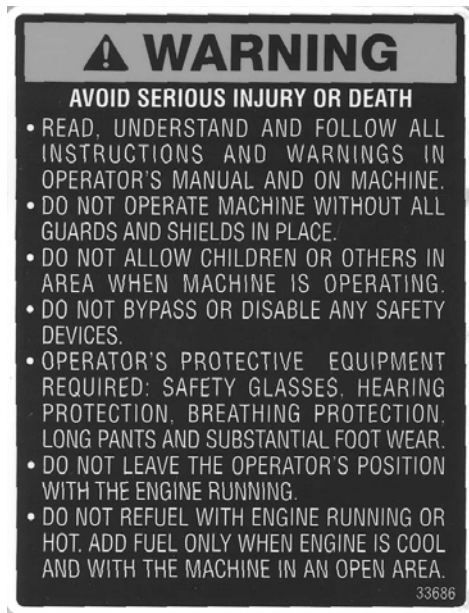 WARNING
AVOID SERIOUS INJURY OR DEATH
• READ, UNDERSTAND AND FOLLOW ALL
INSTRUCTIONS AND WARNINGS IN
OPERATOR'S MANUAL AND ON MACHINE.
• DO NOT OPERATE MACHINE WITHOUT ALL
GUARDS AND SHIELDS IN PLACE.
• DO NOT ALLOW CHILDREN OR OTHERS IN
AREA WHEN MACHINE IS OPERATING.
• DO NOT BYPASS OR DISABLE ANY SAFETY
DEVICES.
• OPERATOR'S PROTECTIVE EQUIPMENT
REQUIRED: SAFETY GLASSES, HEARING
PROTECTION, BREATHING PROTECTION,
LONG PANTS AND SUBSTANTIAL FOOT WEAR.
• DO NOT LEAVE THE OPERATOR'S POSITION
WITH THE ENGINE RUNNING.
• DO NOT REFUEL WITH ENGINE RUNNING OR
HOT. ADD FUEL ONLY WHEN ENGINE IS COOL
AND WITH THE MACHINE IN AN OPEN AREA.
33686